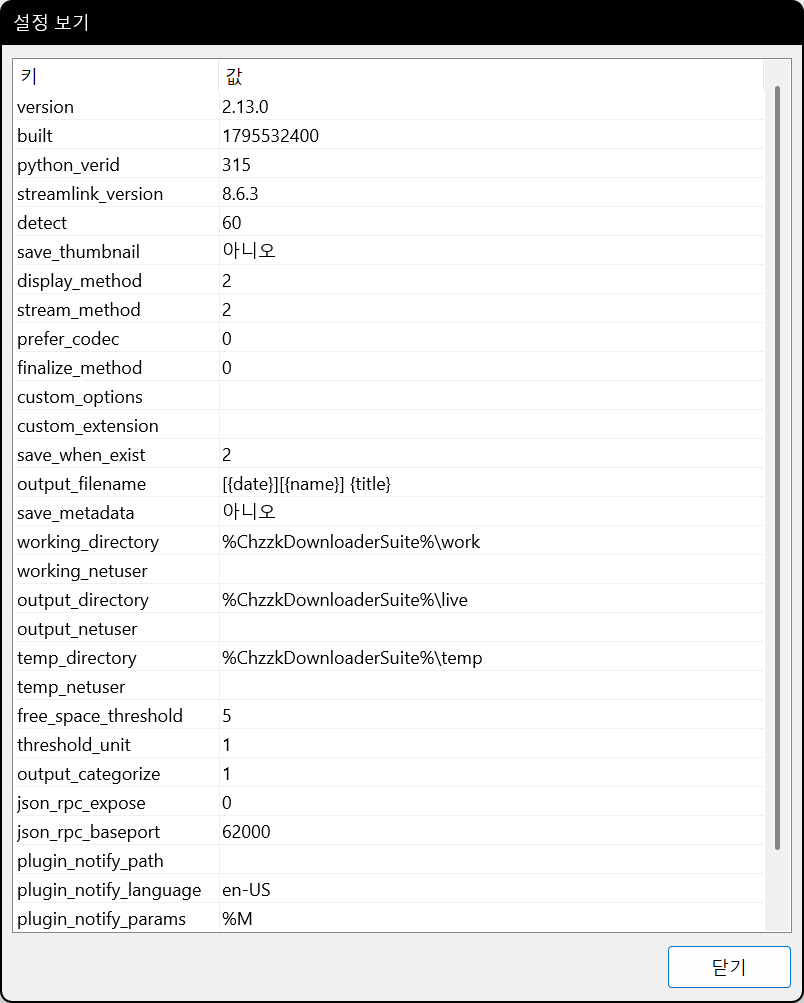 설정 보기
키 값
version 2.13.0
built 1795532400
python_verid 315
streamlink_version 8.6.3
detect 60
save_thumbnail 아니오
display_method 2
stream_method 2
prefer_codec 0
finalize_method 0
custom_options
custom_extension
save_when_exist 2
output_filename [{date}][{name}] {title}
save_metadata 아니오
working_directory %ChzzkDownloaderSuite%\work
working_netuser
output_directory %ChzzkDownloaderSuite%\live
output_netuser
temp_directory %ChzzkDownloaderSuite%\temp
temp_netuser
free_space_threshold 5
threshold_unit 1
output_categorize 1
json_rpc_expose 0
json_rpc_baseport 62000
plugin_notify_path
plugin_notify_language en-US
plugin_notify_params %M
닫기